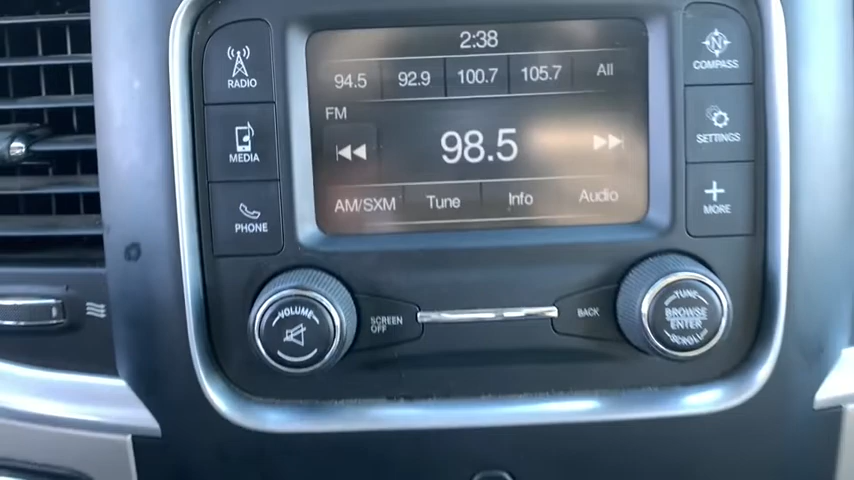 2:38
RADIO
94.5 92.9 100.7 105.7 All
COMPASS
FM
MEDIA
98.5
SETTINGS
AM/SXM Tune Info Audio
PHONE
MORE
VOLUME
SCREEN
OFF
BACK
TUNE
BROWSE
ENTER
SCROLL